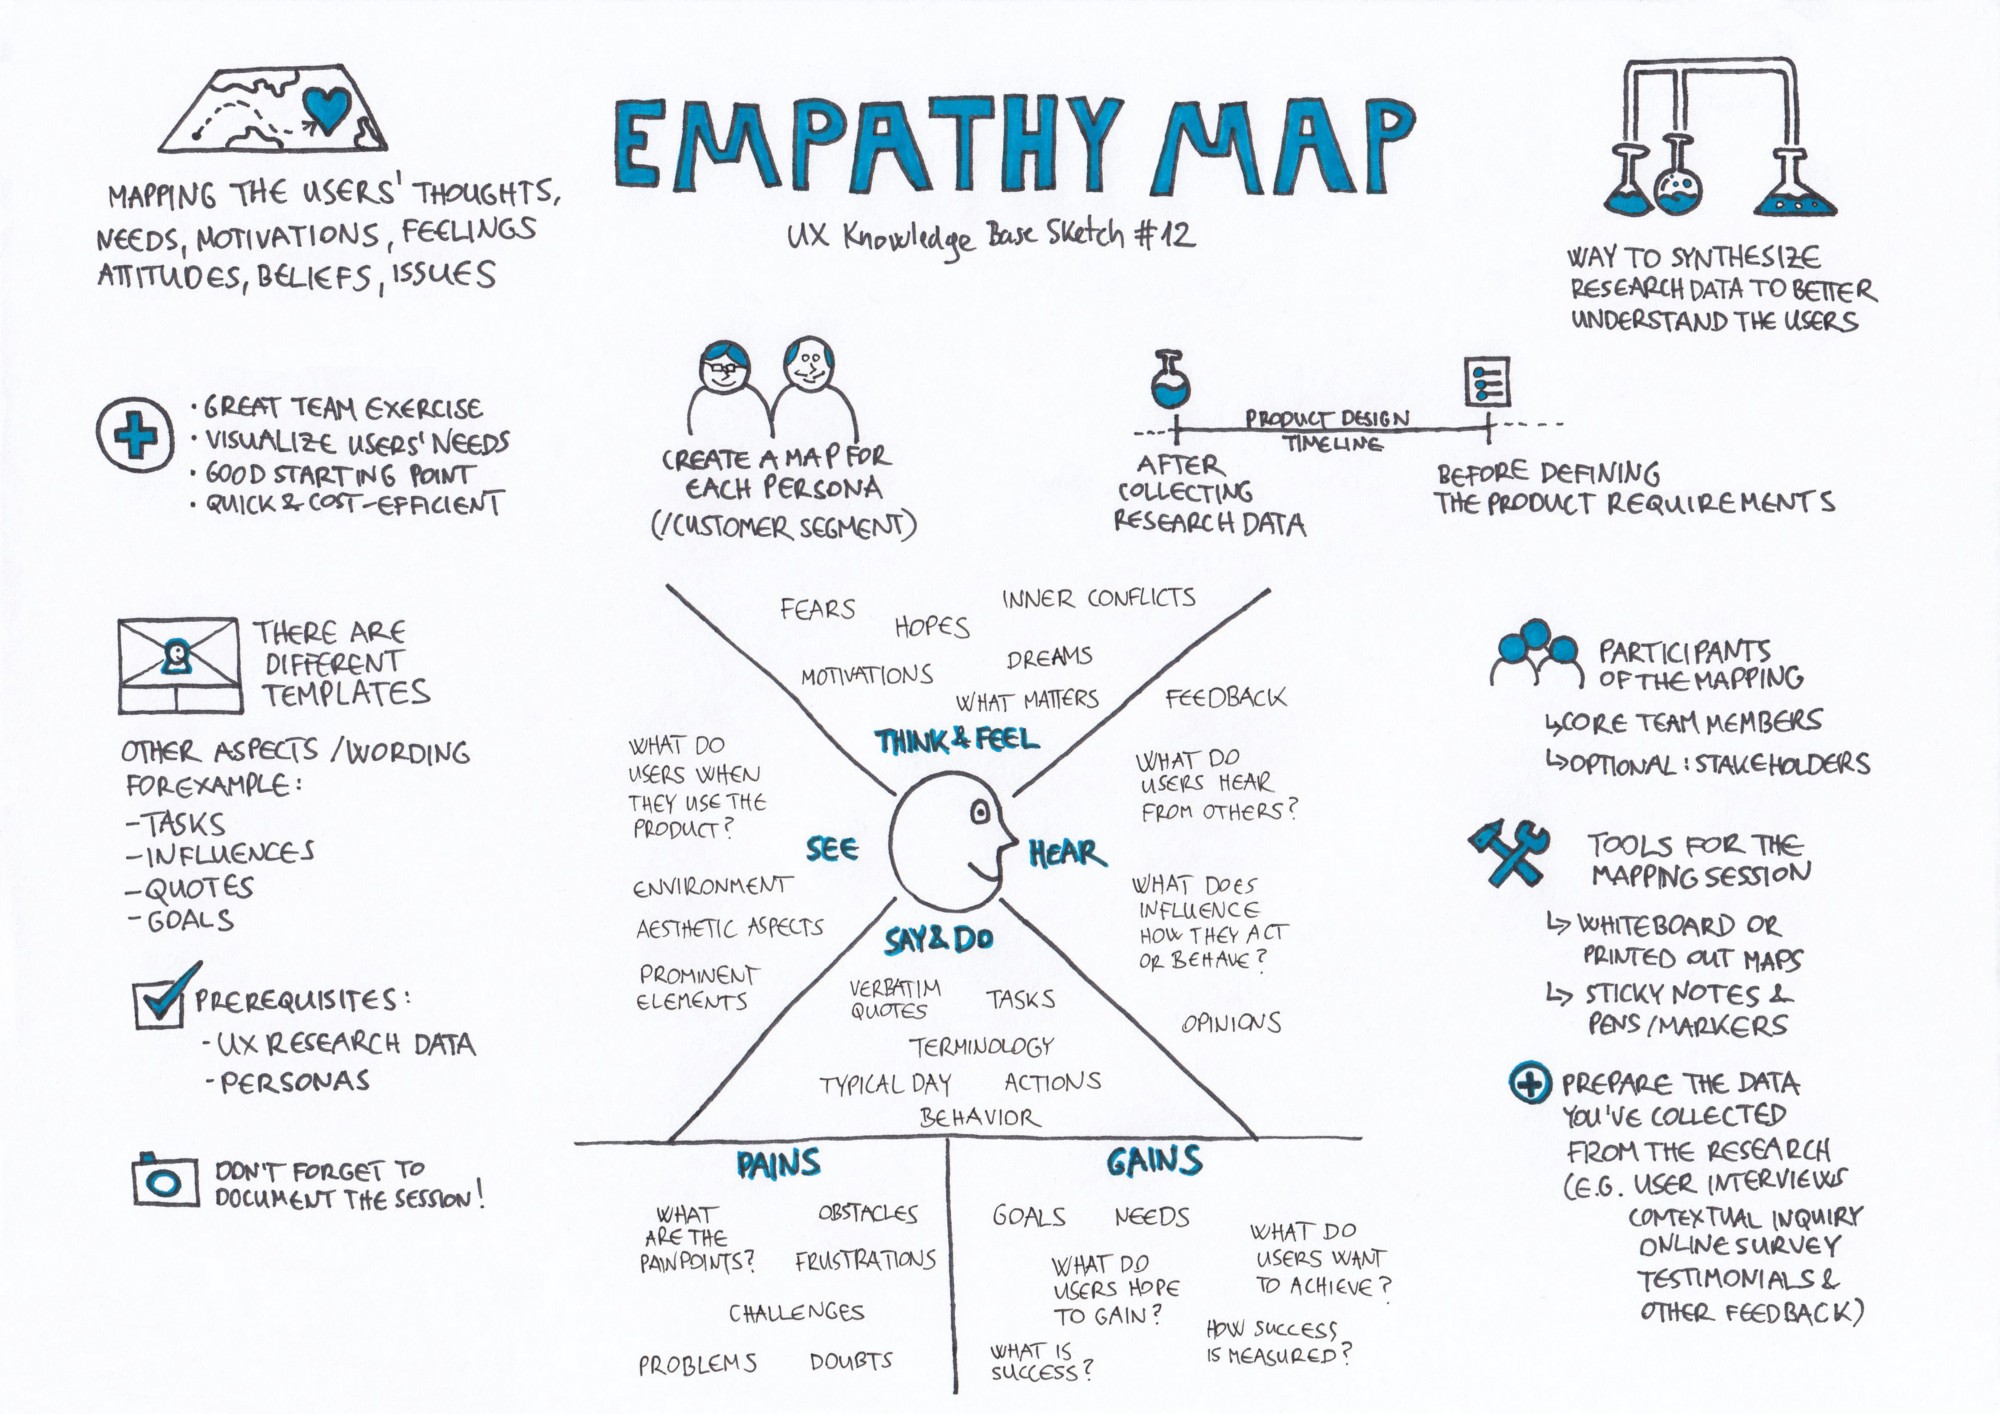 EMPATHY MAP
UX Knowledge Base Sketch #12
MAPPING THE USERS' THOUGHTS,
NEEDS, MOTIVATIONS, FEELINGS
ATTITUDES, BELIEFS, ISSUES
WAY TO SYNTHESIZE
RESEARCH DATA TO BETTER
UNDERSTAND THE USERS
• GREAT TEAM EXERCISE
• VISUALIZE USERS' NEEDS
• GOOD STARTING POINT
• QUICK & COST-EFFICIENT
CREATE A MAP FOR
EACH PERSONA
(/CUSTOMER SEGMENT)
PRODUCT DESIGN
TIMELINE
AFTER
COLLECTING
RESEARCH DATA
BEFORE DEFINING
THE PRODUCT REQUIREMENTS
THERE ARE
DIFFERENT
TEMPLATES
OTHER ASPECTS /WORDING
FOR EXAMPLE:
- TASKS
- INFLUENCES
- QUOTES
- GOALS
PREREQUISITES:
- UX RESEARCH DATA
- PERSONAS
DON'T FORGET TO
DOCUMENT THE SESSION!
FEARS
HOPES
INNER CONFLICTS
MOTIVATIONS
DREAMS
WHAT MATTERS
THINK & FEEL
WHAT DO
USERS WHEN
THEY USE THE
PRODUCT?
SEE
ENVIRONMENT
AESTHETIC ASPECTS
PROMINENT
ELEMENTS
FEEDBACK
WHAT DO
USERS HEAR
FROM OTHERS?
HEAR
WHAT DOES
INFLUENCE
HOW THEY ACT
OR BEHAVE?
OPINIONS
SAY & DO
VERBATIM
QUOTES
TASKS
TERMINOLOGY
TYPICAL DAY
ACTIONS
BEHAVIOR
PAINS
WHAT
ARE THE
PAINPOINTS?
OBSTACLES
FRUSTRATIONS
CHALLENGES
PROBLEMS
DOUBTS
GAINS
GOALS
NEEDS
WHAT DO
USERS HOPE
TO GAIN?
WHAT DO
USERS WANT
TO ACHIEVE?
WHAT IS
SUCCESS?
HOW SUCCESS
IS MEASURED?
PARTICIPANTS
OF THE MAPPING
↳ CORE TEAM MEMBERS
↳ OPTIONAL: STAKEHOLDERS
TOOLS FOR THE
MAPPING SESSION
↳ WHITEBOARD OR
PRINTED OUT MAPS
↳ STICKY NOTES &
PENS/MARKERS
PREPARE THE DATA
YOU'VE COLLECTED
FROM THE RESEARCH
(E.G. USER INTERVIEWS
CONTEXTUAL INQUIRY
ONLINE SURVEY
TESTIMONIALS &
OTHER FEEDBACK)